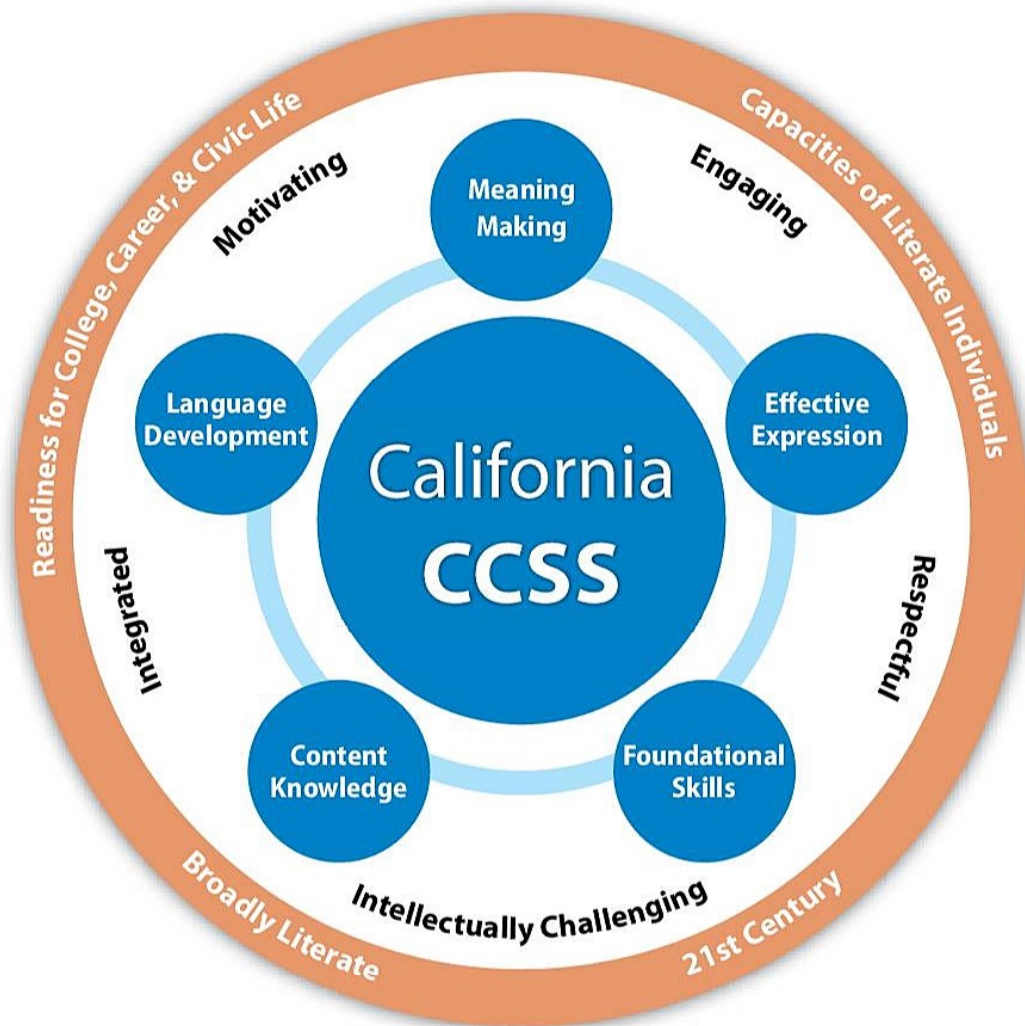 Readiness for College, Career, & Civic Life
Capacities of Literate Individuals
Motivating
Engaging
Meaning
Making
Language
Development
Effective
Expression
California
CCSS
Integrated
Respectful
Content
Knowledge
Foundational
Skills
Intellectually Challenging
Broadly Literate
21st Century